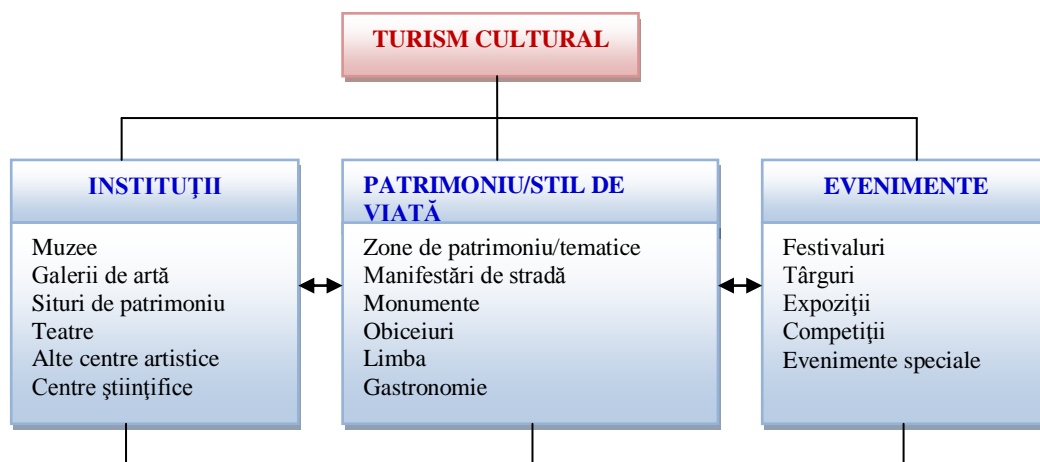 TURISM CULTURAL
INSTITUŢII
Muzee
Galerii de artă
Situri de patrimoniu
Teatre
Alte centre artistice
Centre ştiinţifice
PATRIMONIU/STIL DE
VIATĂ
Zone de patrimoniu/tematice
Manifestări de stradă
Monumente
Obiceiuri
Limba
Gastronomie
EVENIMENTE
Festivaluri
Târguri
Expoziţii
Competiţii
Evenimente speciale